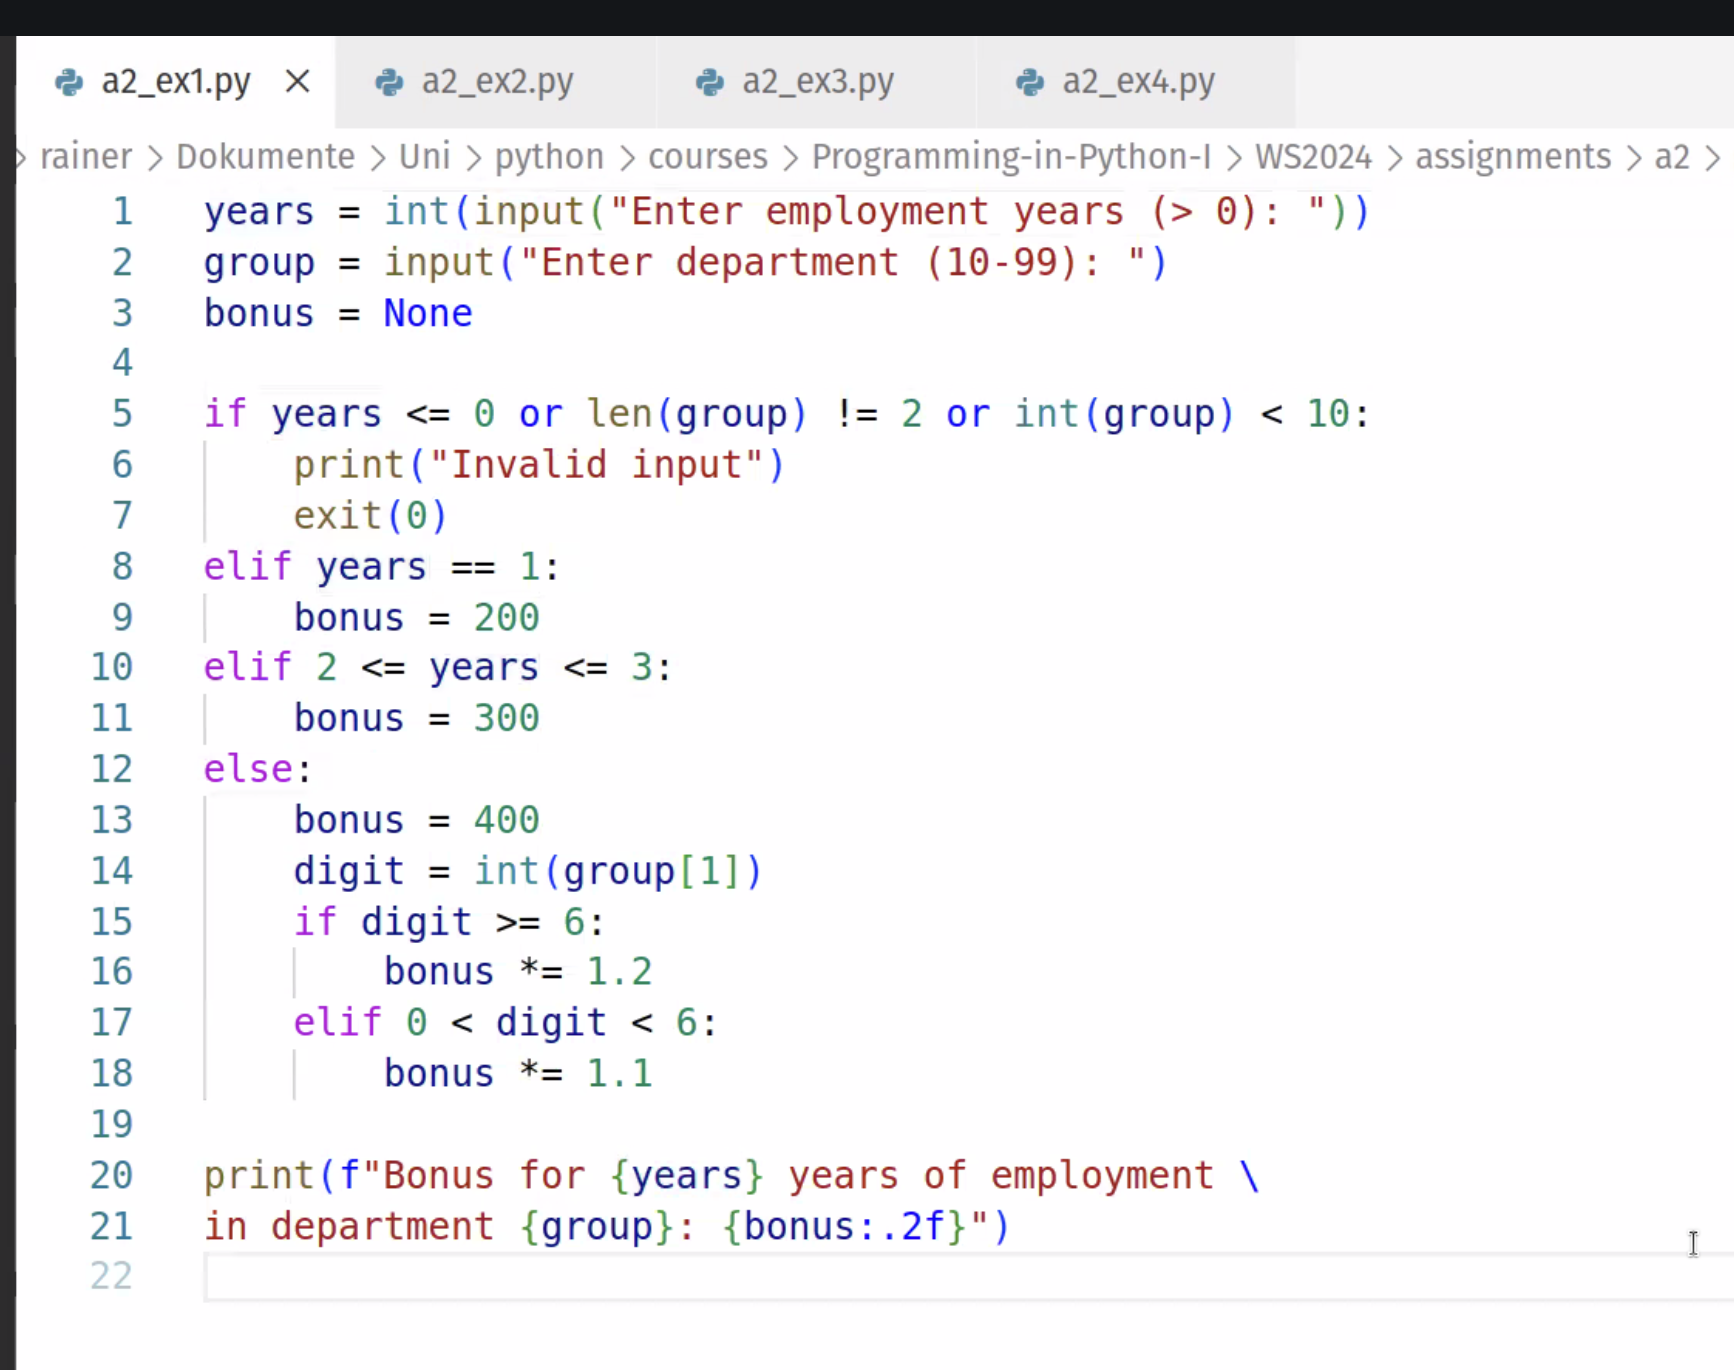 a2_ex1.py × a2_ex2.py a2_ex3.py a2_ex4.py
> rainer > Dokumente > Uni > python > courses > Programming-in-Python-I > WS2024 > assignments > a2 >
1 years = int(input("Enter employment years (> 0): "))
2 group = input("Enter department (10-99): ")
3 bonus = None
4
5 if years <= 0 or len(group) != 2 or int(group) < 10:
6     print("Invalid input")
7     exit(0)
8 elif years == 1:
9     bonus = 200
10 elif 2 <= years <= 3:
11     bonus = 300
12 else:
13     bonus = 400
14     digit = int(group[1])
15     if digit >= 6:
16         bonus *= 1.2
17     elif 0 < digit < 6:
18         bonus *= 1.1
19
20 print(f"Bonus for {years} years of employment \
21 in department {group}: {bonus:.2f}")
22